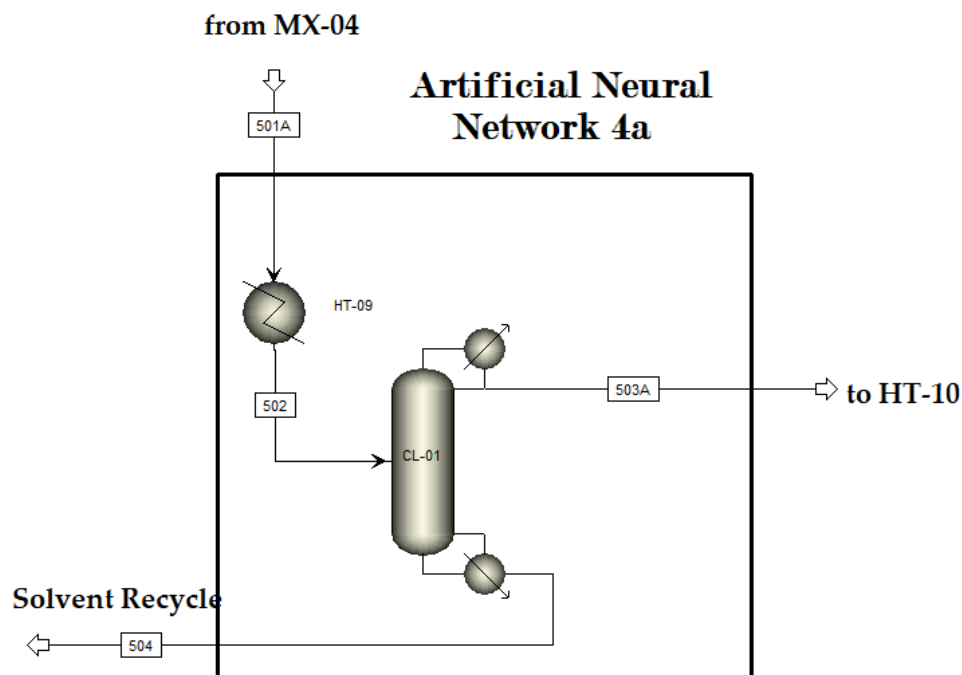 from MX-04
Artificial Neural
Network 4a
501A
HT-09
502
503A
to HT-10
CL-01
Solvent Recycle
504